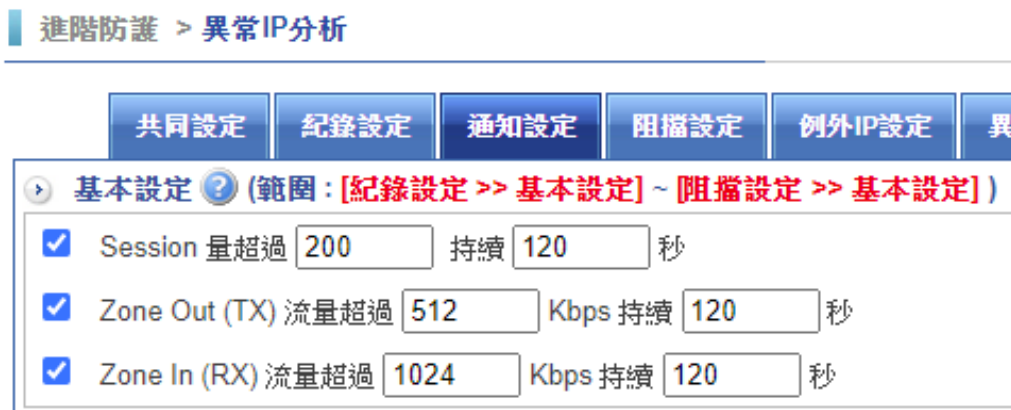 進階防護 > 異常IP分析
共同設定 紀錄設定 通知設定 阻擋設定 例外IP設定 異
基本設定 ? (範圍 : [紀錄設定 >> 基本設定] ~ [阻擋設定 >> 基本設定] )
Session 量超過 200 持續 120 秒
Zone Out (TX) 流量超過 512 Kbps 持續 120 秒
Zone In (RX) 流量超過 1024 Kbps 持續 120 秒